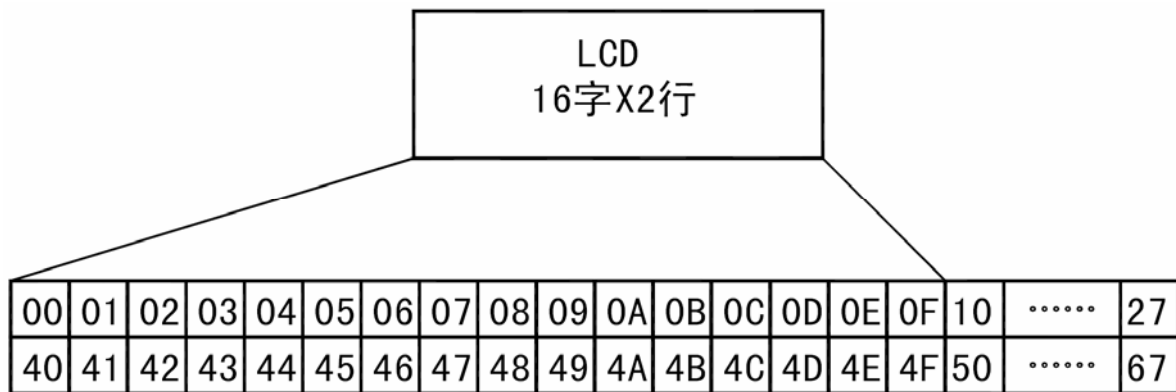 LCD
16字X2行
00 01 02 03 04 05 06 07 08 09 0A 0B 0C 0D 0E 0F 10 …… 27
40 41 42 43 44 45 46 47 48 49 4A 4B 4C 4D 4E 4F 50 …… 67